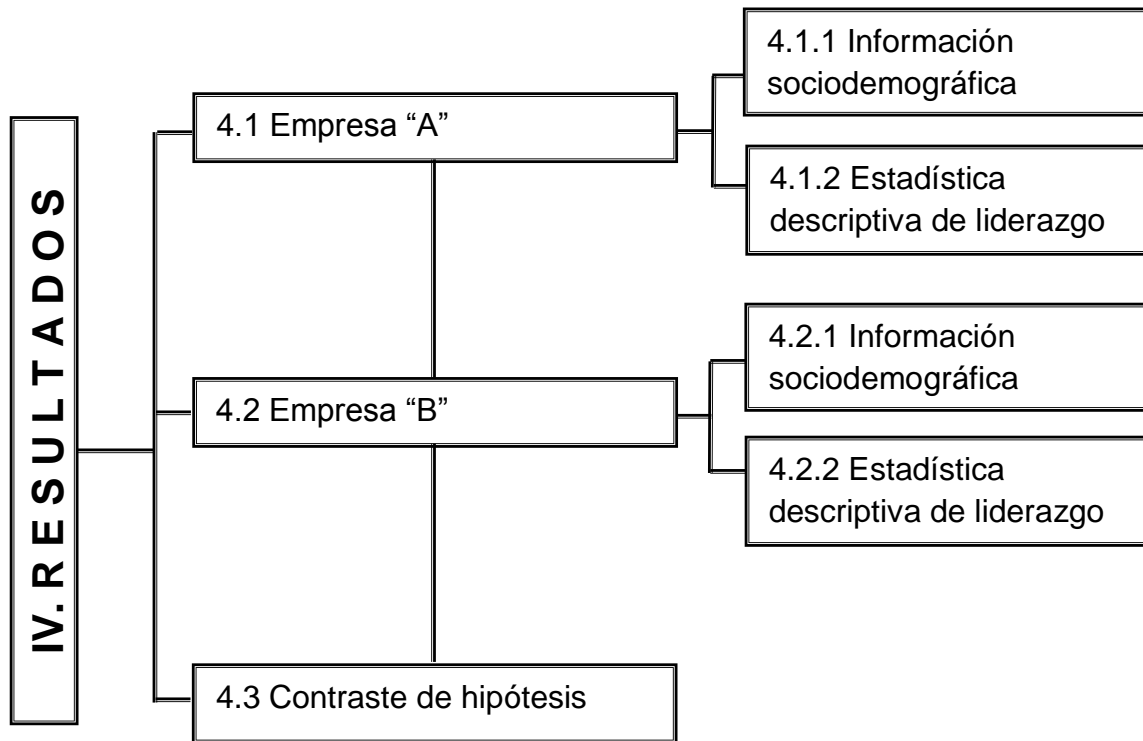 IV. R E S U L T A D O S
4.1 Empresa “A”
4.1.1 Información
sociodemográfica
4.1.2 Estadística
descriptiva de liderazgo
4.2 Empresa “B”
4.2.1 Información
sociodemográfica
4.2.2 Estadística
descriptiva de liderazgo
4.3 Contraste de hipótesis